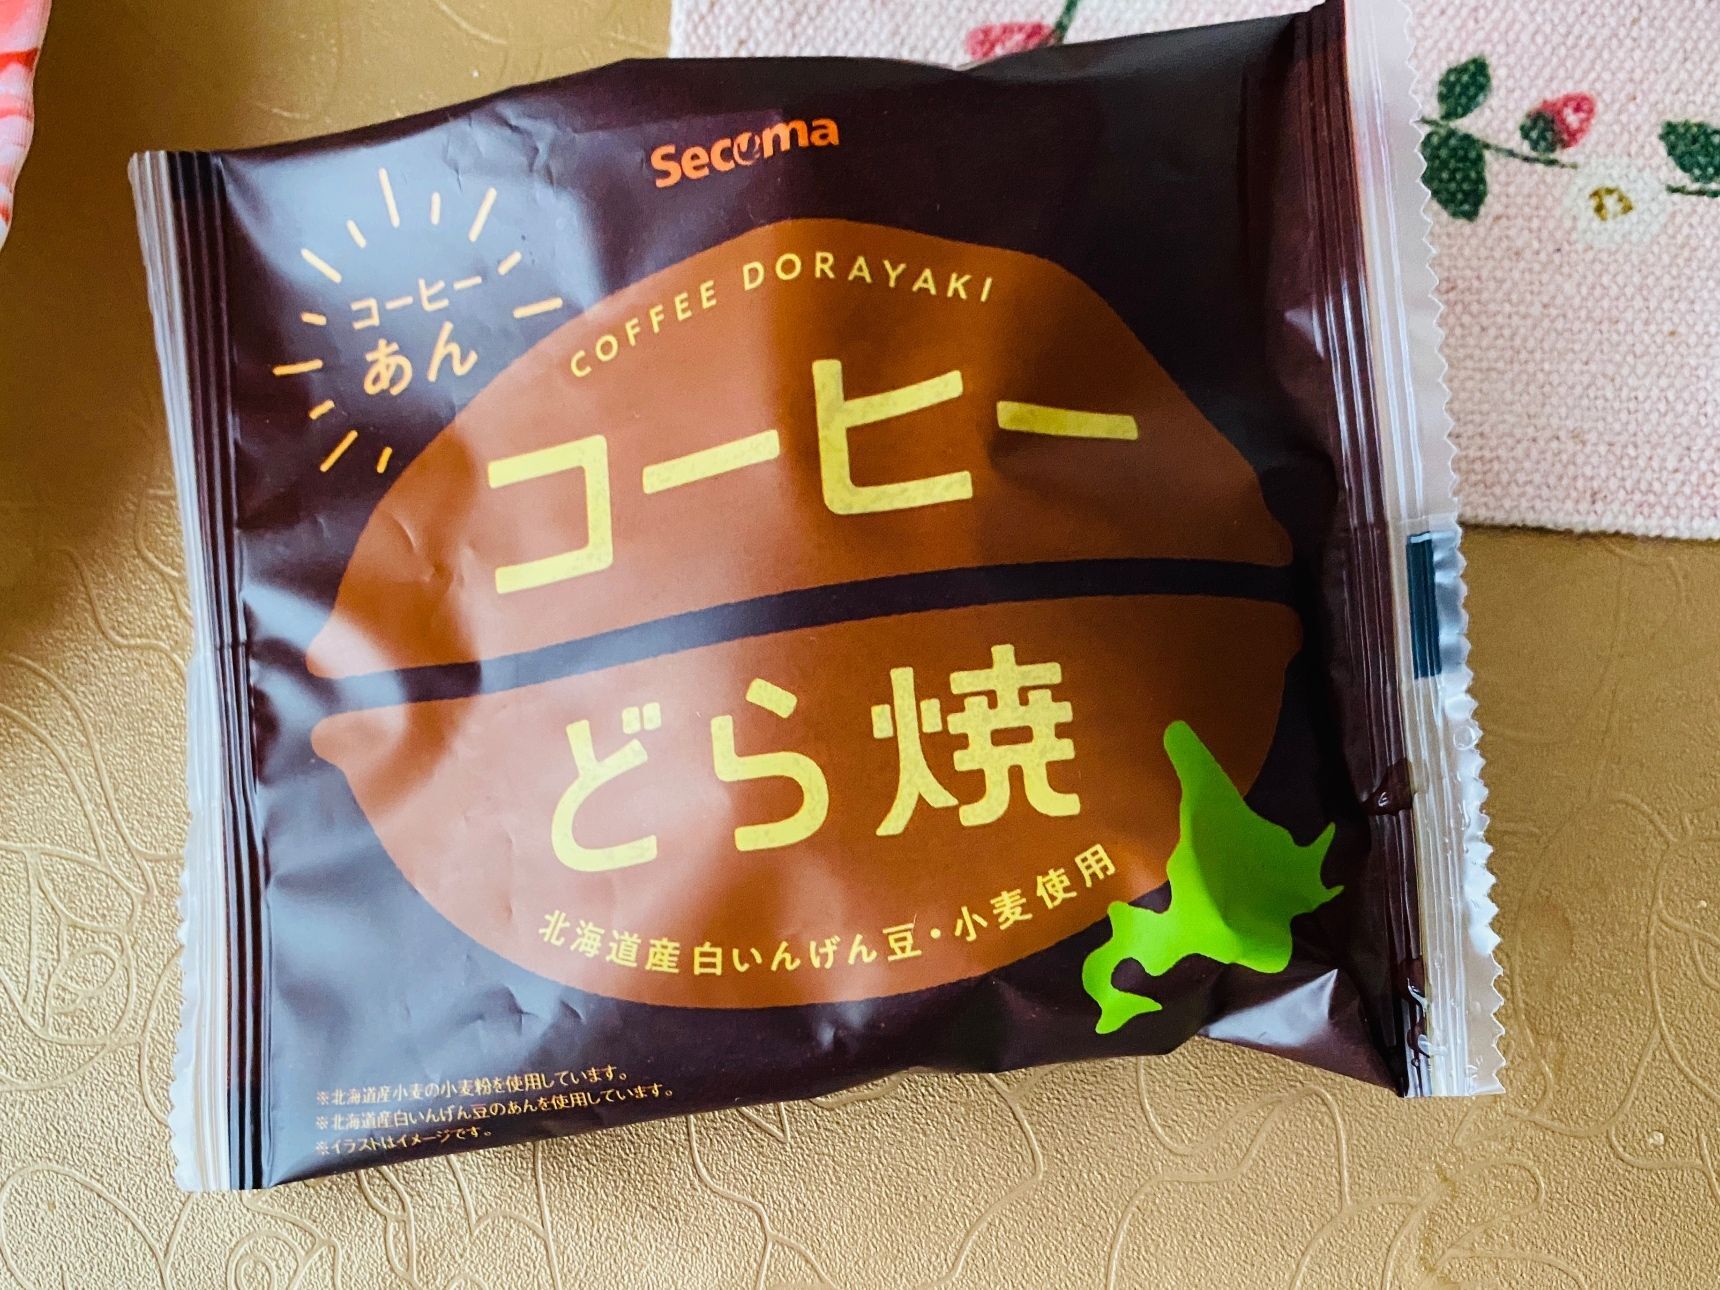 Secoma
コーヒー
あん
COFFEE DORAYAKI
コーヒー
どら焼
北海道産白いんげん豆・小麦使用
※北海道産小麦の小麦粉を使用しています。
※北海道産白いんげん豆のあんを使用しています。
※イラストはイメージです。